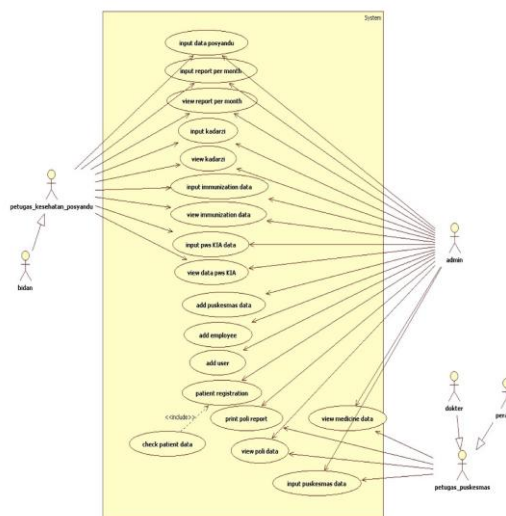 System
input data posyandu
input report per month
view report per month
input kadarzi
view kadarzi
input immunization data
petugas_kesehatan_posyandu
view immunization data
input pws KIA data
admin
view data pws KIA
bidan
add puskesmas data
add employee
add user
patient registration
<<include>>
print poli report
view medicine data
dokter
check patient data
view poli data
input puskesmas data
petugas_puskesmas